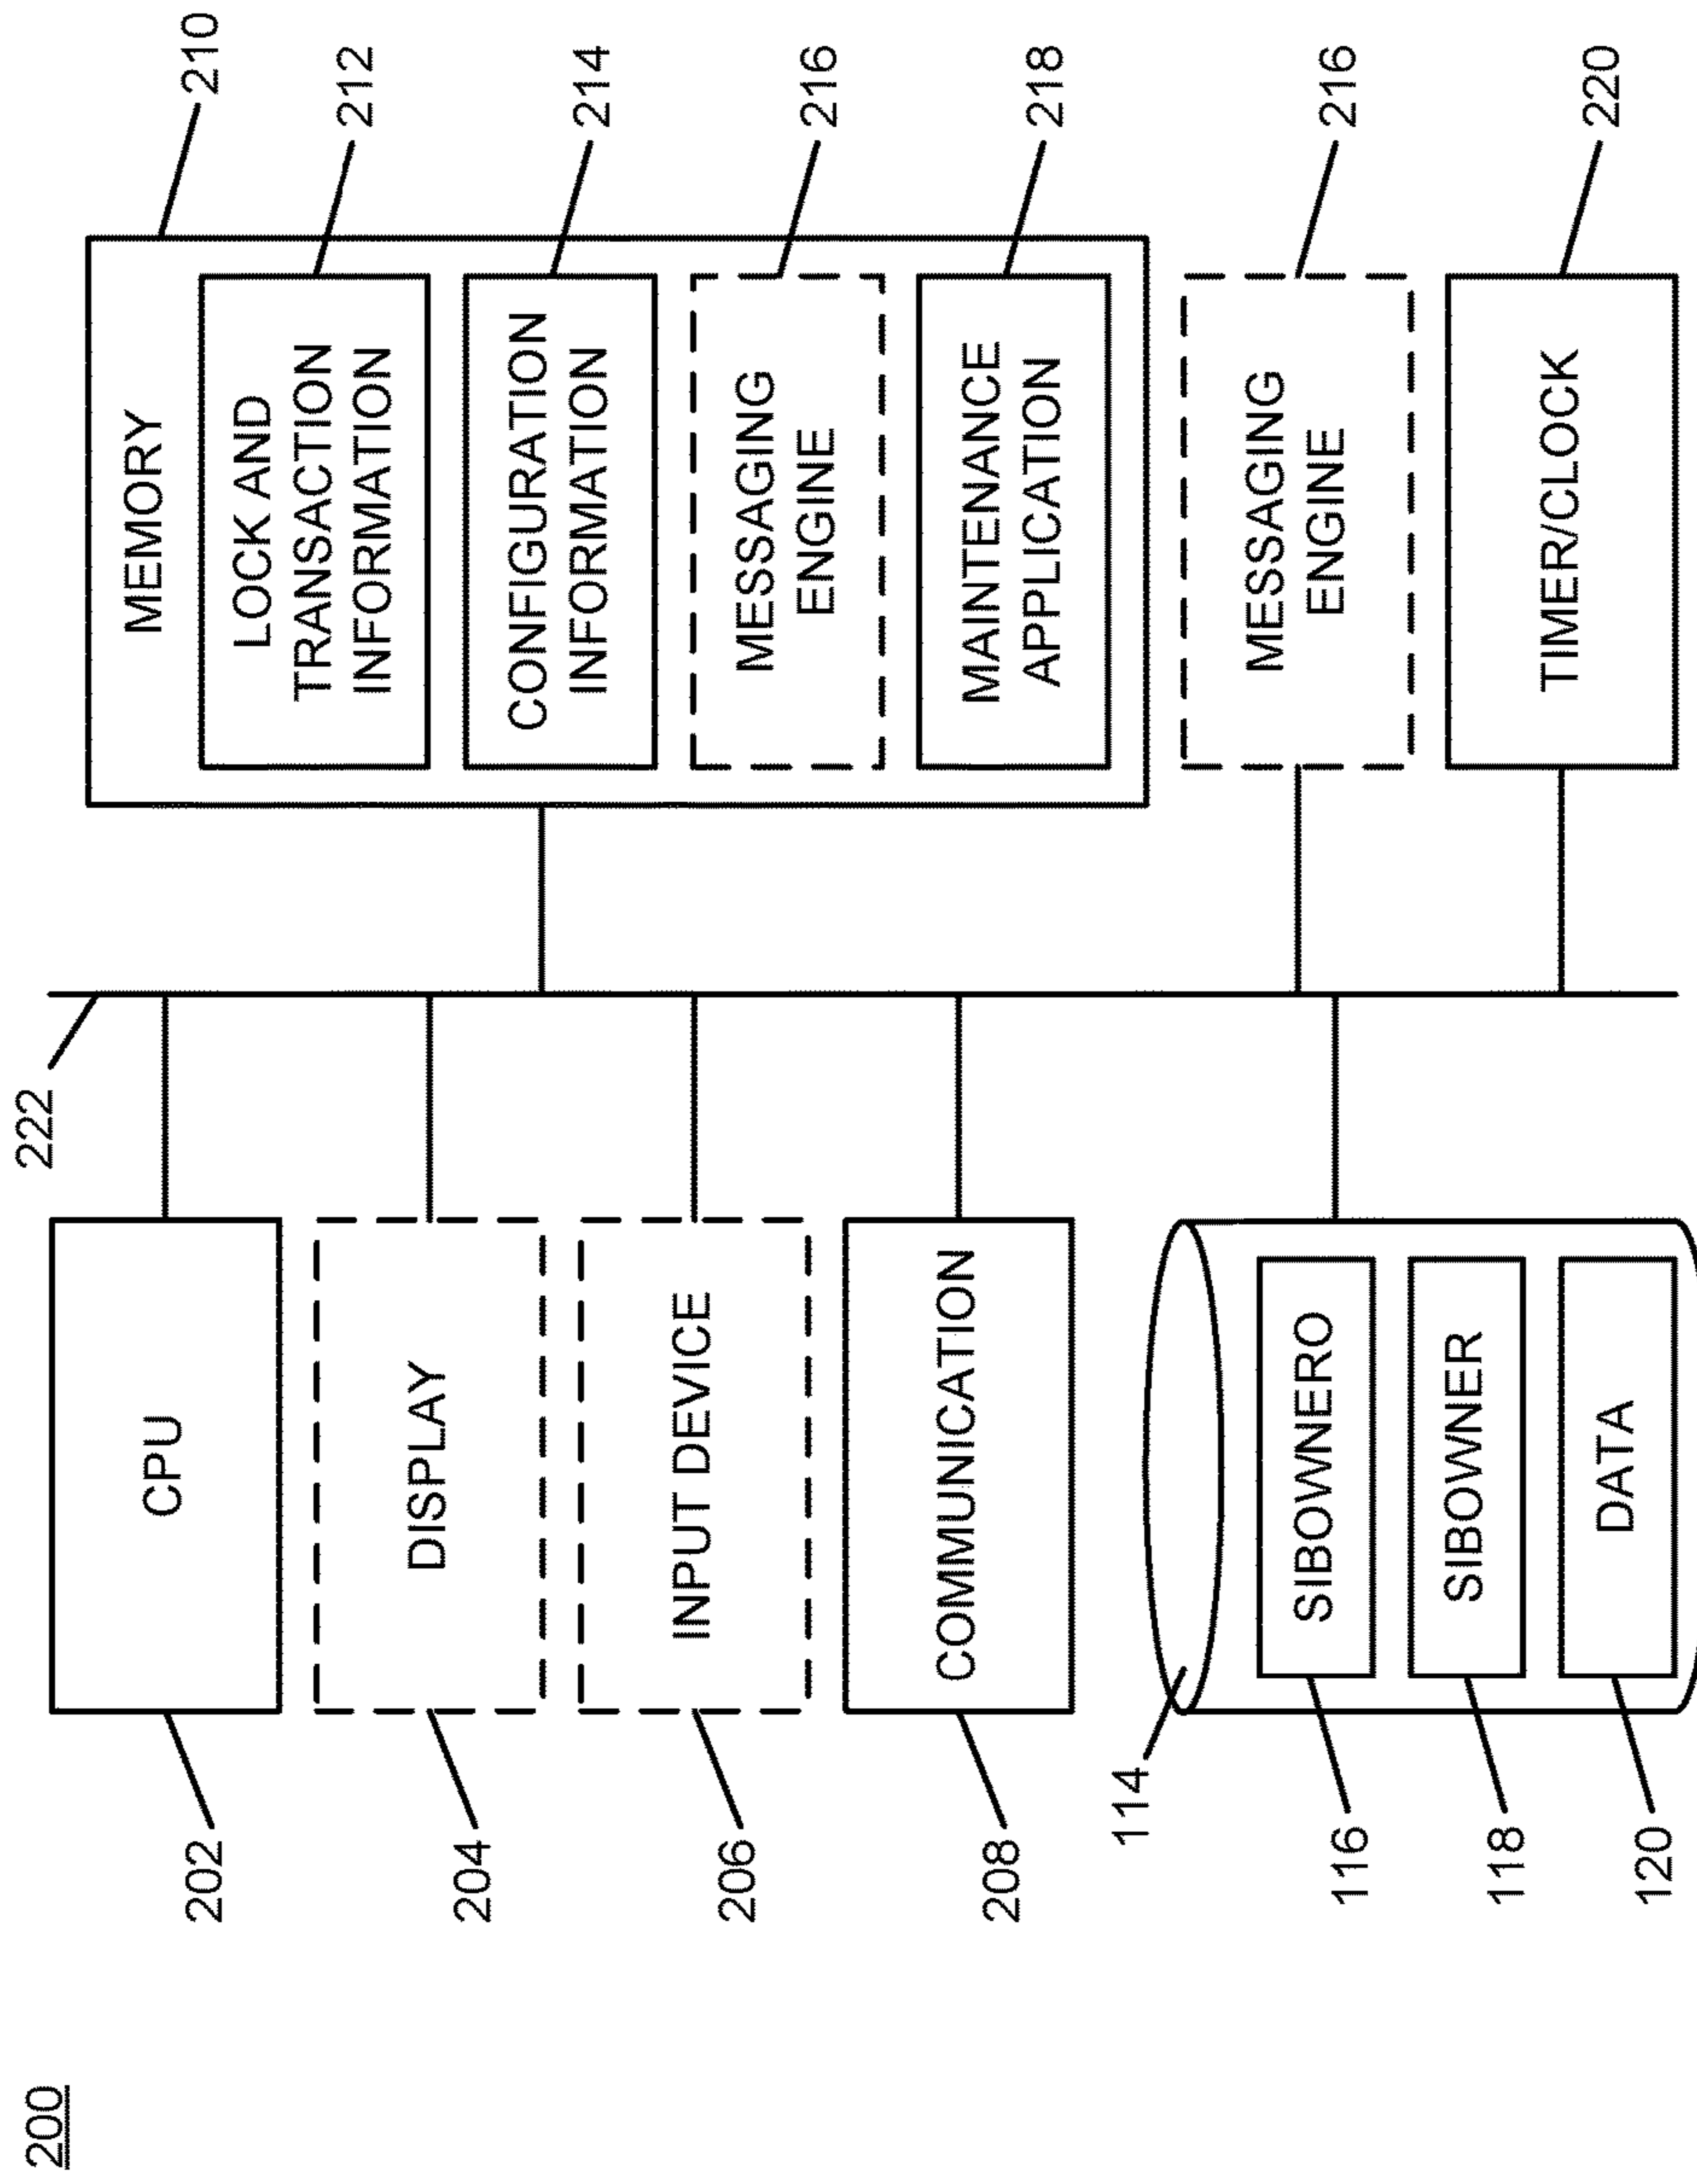 200
222
202
CPU
204
DISPLAY
206
INPUT DEVICE
208
COMMUNICATION
114
116
SIBOWNERO
118
SIBOWNER
120
DATA
MEMORY
210
LOCK AND
TRANSACTION
INFORMATION
212
CONFIGURATION
INFORMATION
214
MESSAGING
ENGINE
216
MAINTENANCE
APPLICATION
218
MESSAGING
ENGINE
216
TIMER/CLOCK
220